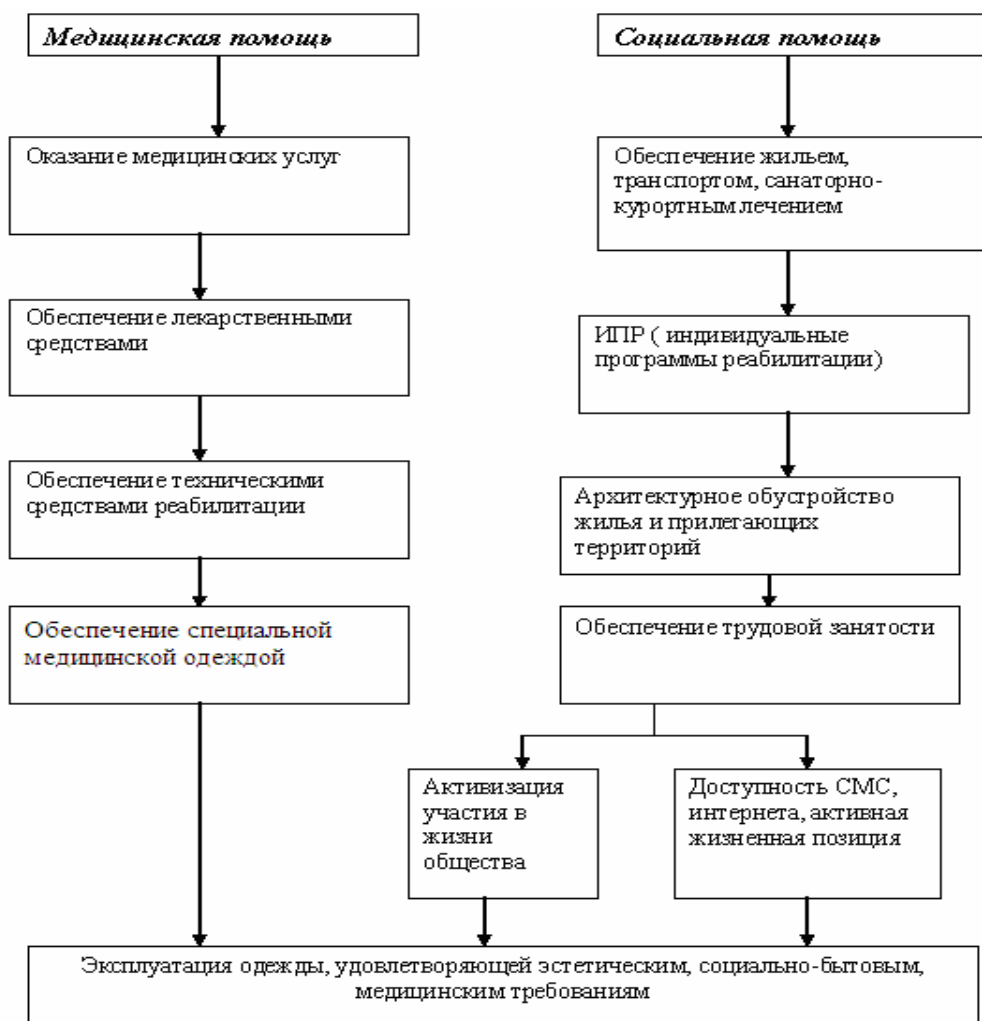 Медицинская помощь
Социальная помощь
Оказание медицинских услуг
Обеспечение жильем,
транспортом, санаторно-
курортным лечением
Обеспечение лекарственными
средствами
ИПР ( индивидуальные
программы реабилитации)
Обеспечение техническими
средствами реабилитации
Архитектурное обустройство
жилья и прилегающих
территорий
Обеспечение специальной
медицинской одеждой
Обеспечение трудовой занятости
Активизация
участия в
жизни
общества
Доступность СМС,
интернета, активная
жизненная позиция
Эксплуатация одежды, удовлетворяющей эстетическим, социально-бытовым,
медицинским требованиям